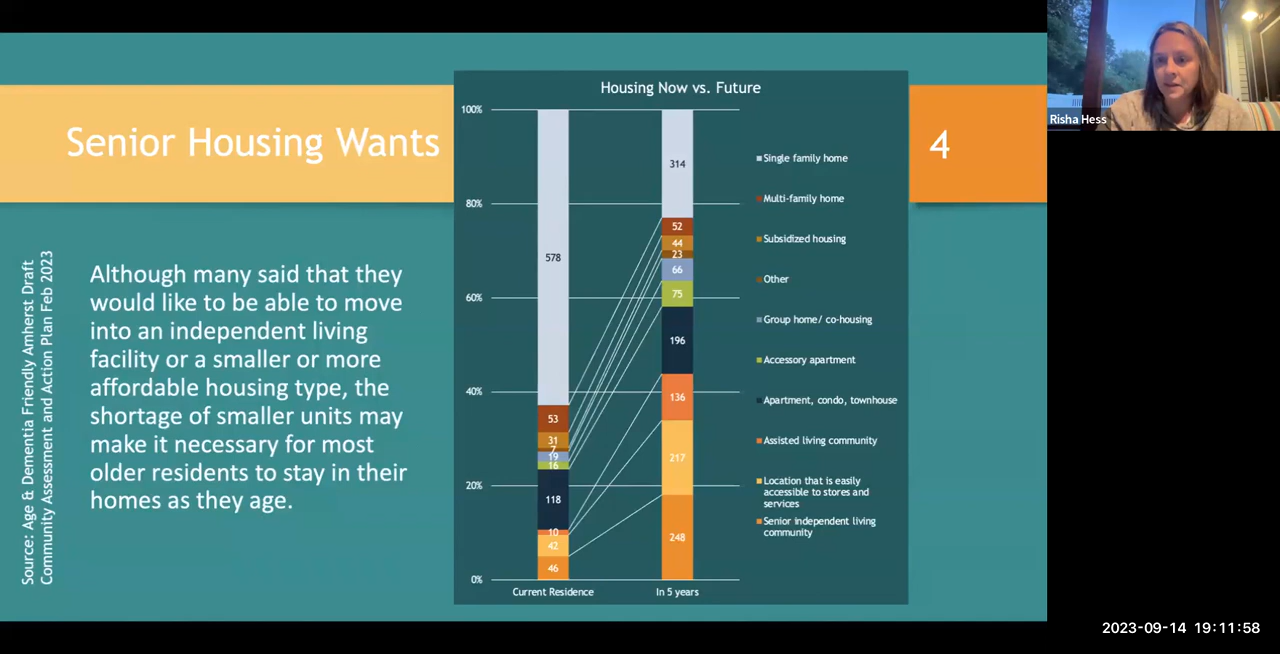 Senior Housing Wants
4
Source: Age & Dementia Friendly Amherst Draft
Community Assessment and Action Plan Feb 2023
Although many said that they
would like to be able to move
into an independent living
facility or a smaller or more
affordable housing type, the
shortage of smaller units may
make it necessary for most
older residents to stay in their
homes as they age.
Housing Now vs. Future
100%
80%
60%
40%
20%
0%
578
53
31
7
19
16
118
10
42
46
314
52
44
23
66
75
196
136
217
248
Current Residence
In 5 years
Single family home
Multi-family home
Subsidized housing
Other
Group home/ co-housing
Accessory apartment
Apartment, condo, townhouse
Assisted living community
Location that is easily
accessible to stores and
services
Senior independent living
community
Risha Hess
2023-09-14 19:11:58